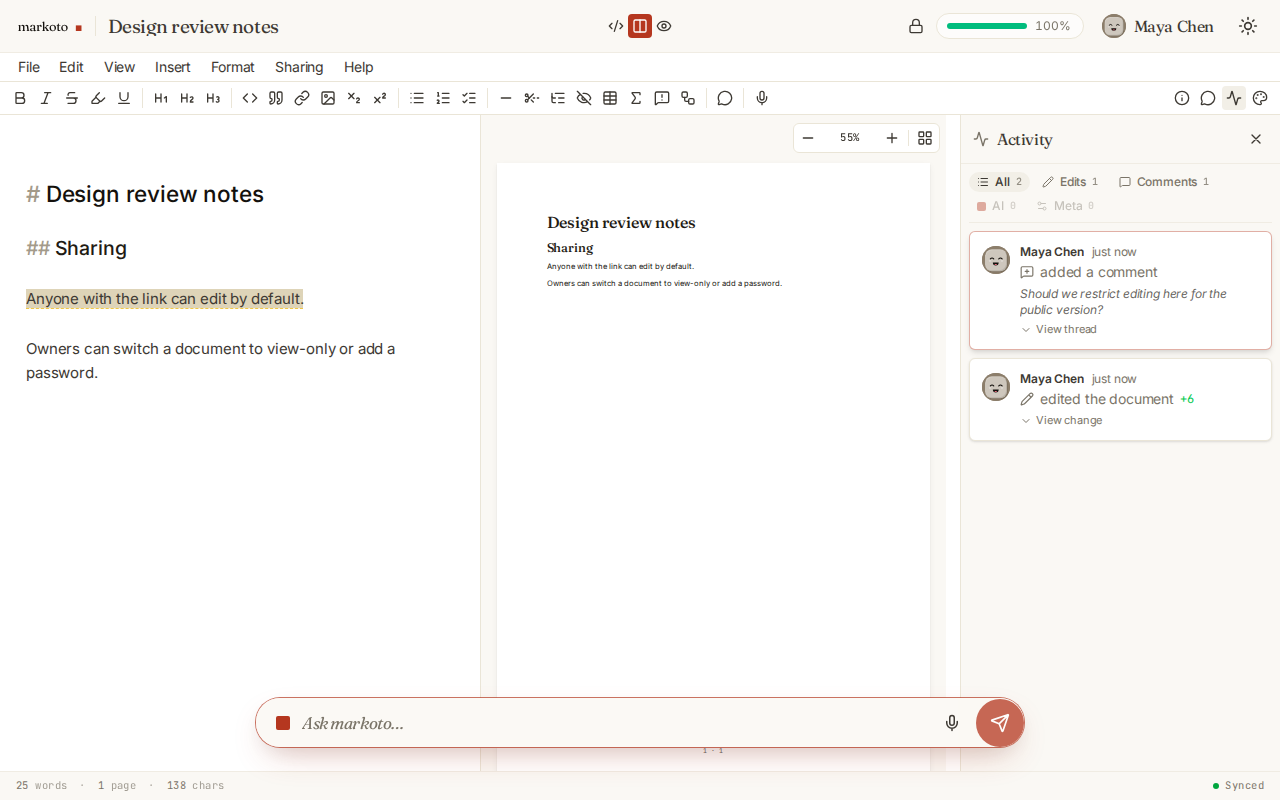 markoto
Design review notes
100%
Maya Chen
File Edit View Insert Format Sharing Help
H1 H2 H3
55%
# Design review notes
## Sharing
Anyone with the link can edit by default.
Owners can switch a document to view-only or add a
password.
Design review notes
Sharing
Anyone with the link can edit by default.
Owners can switch a document to view-only or add a password.
1 · 1
Activity
All 2 Edits 1 Comments 1
AI 0 Meta 0
Maya Chen just now
added a comment
Should we restrict editing here for the
public version?
View thread
Maya Chen just now
edited the document +6
View change
Ask markoto...
25 words · 1 page · 138 chars
Synced